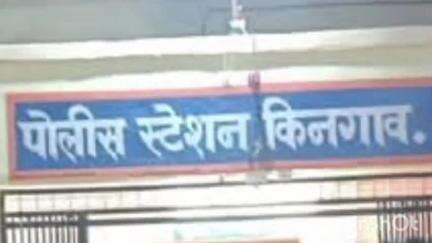 पोलीस स्टेशन, किनगाव.